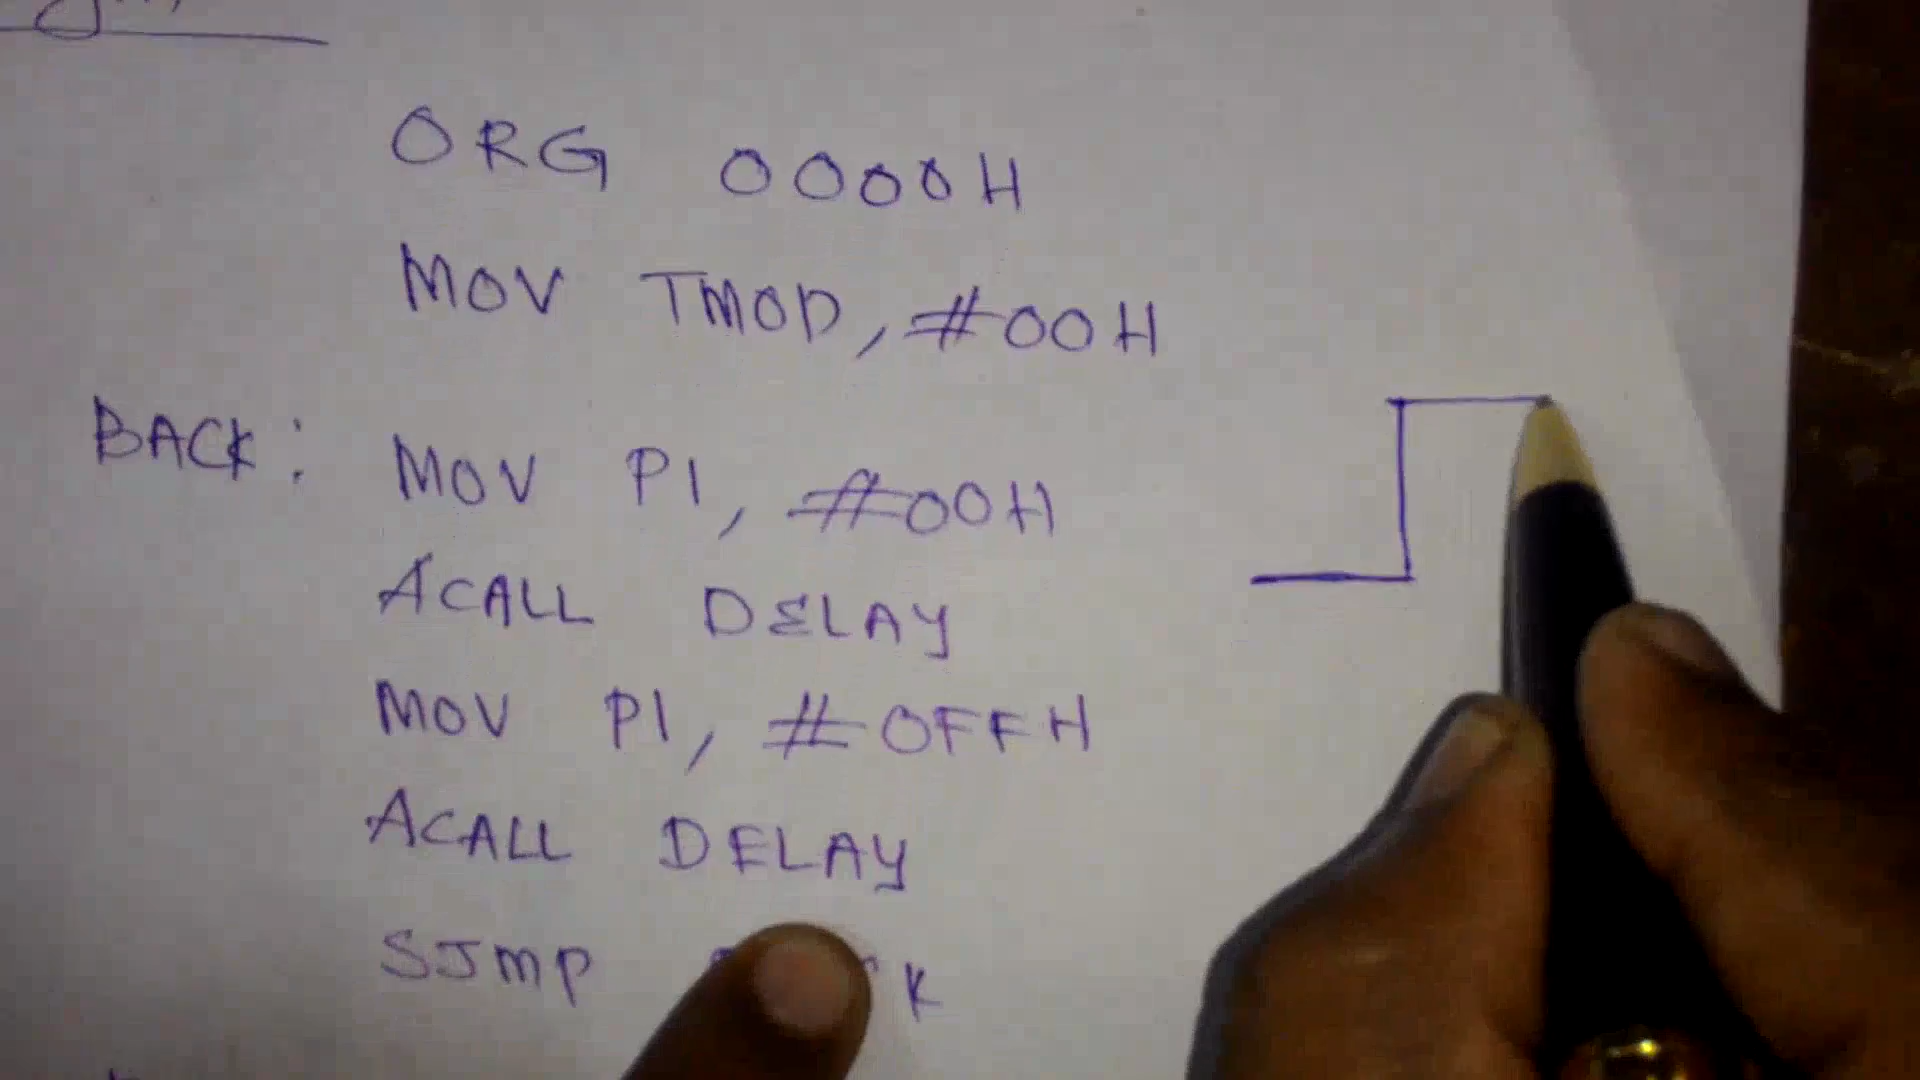 ORG 0000H
MOV TMOD, #00H
BACK: MOV P1, #00H
ACALL DELAY
MOV P1, #0FFH
ACALL DELAY
SJmp